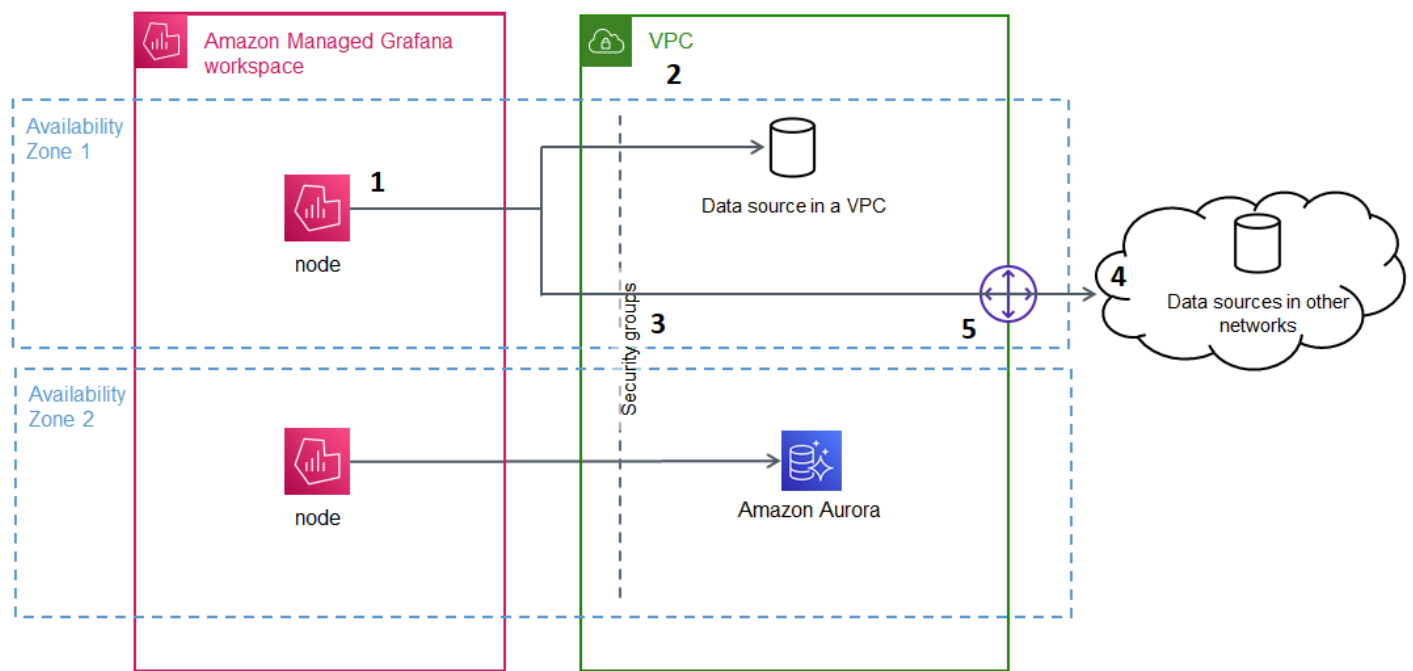 Amazon Managed Grafana
workspace
VPC
2
Availability
Zone 1
1
node
Data source in a VPC
Security groups
3
5
4
Data sources in other
networks
Availability
Zone 2
node
Amazon Aurora